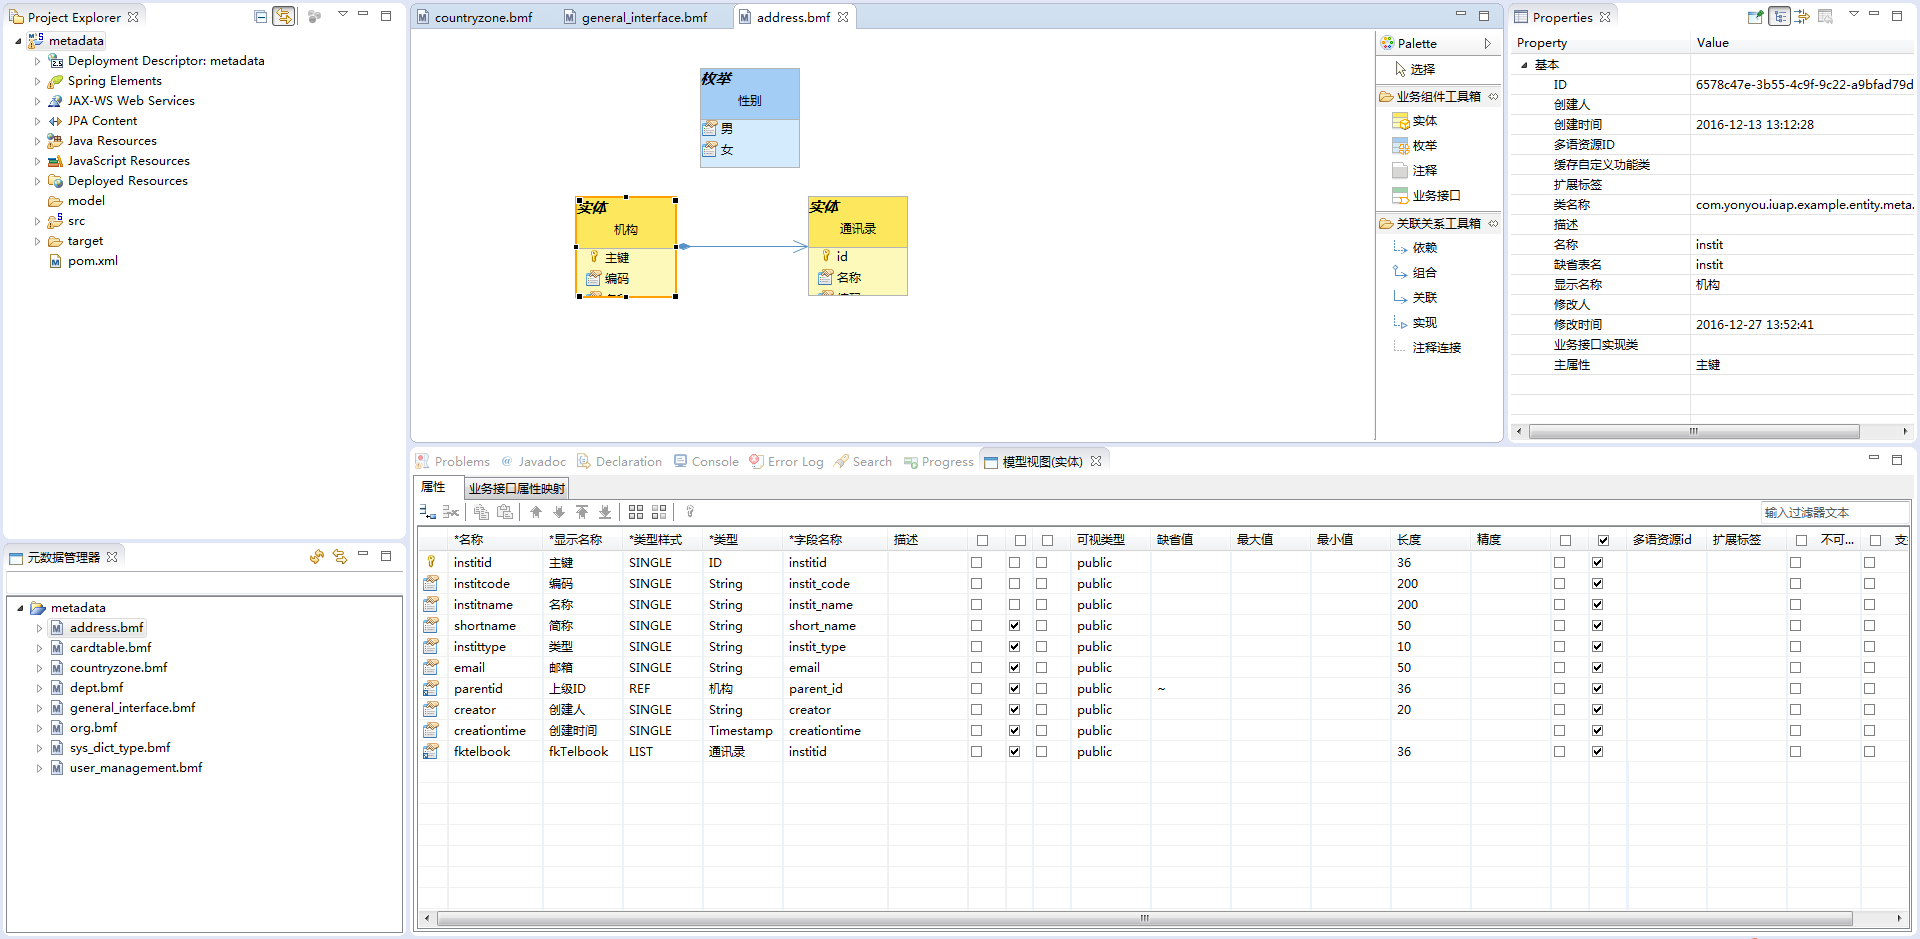 Project Explorer
metadata
Deployment Descriptor: metadata
Spring Elements
JAX-WS Web Services
JPA Content
Java Resources
JavaScript Resources
Deployed Resources
model
src
target
pom.xml
元数据管理器
metadata
address.bmf
cardtable.bmf
countryzone.bmf
dept.bmf
general_interface.bmf
org.bmf
sys_dict_type.bmf
user_management.bmf
countryzone.bmf general_interface.bmf address.bmf
枚举
性别
男
女
实体
机构
主键
编码
实体
通讯录
id
名称
Palette
选择
业务组件工具箱
实体
枚举
注释
业务接口
关联关系工具箱
依赖
组合
关联
实现
注释连接
Properties
Property Value
基本
ID 6578c47e-3b55-4c9f-9c22-a9bfad79d
创建人
创建时间 2016-12-13 13:12:28
多语资源ID
缓存自定义功能类
扩展标签
类名称 com.yonyou.iuap.example.entity.meta.
描述
名称 instit
缺省表名 instit
显示名称 机构
修改人
修改时间 2016-12-27 13:52:41
业务接口实现类
主属性 主键
Problems @ Javadoc Declaration Console Error Log Search Progress 模型视图(实体)
属性 业务接口属性映射
输入过滤器文本
*名称 *显示名称 *类型样式 *类型 *字段名称 描述 可视类型 缺省值 最大值 最小值 长度 精度 多语资源id 扩展标签 不可... 支
institid 主键 SINGLE ID institid public 36
institcode 编码 SINGLE String instit_code public 200
institname 名称 SINGLE String instit_name public 200
shortname 简称 SINGLE String short_name public 50
instittype 类型 SINGLE String instit_type public 10
email 邮箱 SINGLE String email public 50
parentid 上级ID REF 机构 parent_id public ~ 36
creator 创建人 SINGLE String creator public 20
creationtime 创建时间 SINGLE Timestamp creationtime public
fktelbook fkTelbook LIST 通讯录 institid public 36